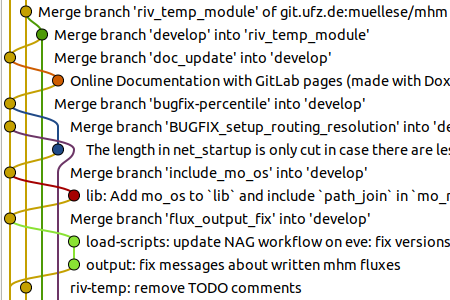 Merge branch 'riv_temp_module' of git.ufz.de:muellese/mhm
Merge branch 'develop' into 'riv_temp_module'
Merge branch 'doc_update' into 'develop'
Online Documentation with GitLab pages (made with Dox
Merge branch 'bugfix-percentile' into 'develop'
Merge branch 'BUGFIX_setup_routing_resolution' into 'de
The length in net_startup is only cut in case there are les
Merge branch 'include_mo_os' into 'develop'
lib: Add mo_os to `lib` and include `path_join` in `mo_n
Merge branch 'flux_output_fix' into 'develop'
load-scripts: update NAG workflow on eve: fix versions
output: fix messages about written mhm fluxes
riv-temp: remove TODO comments